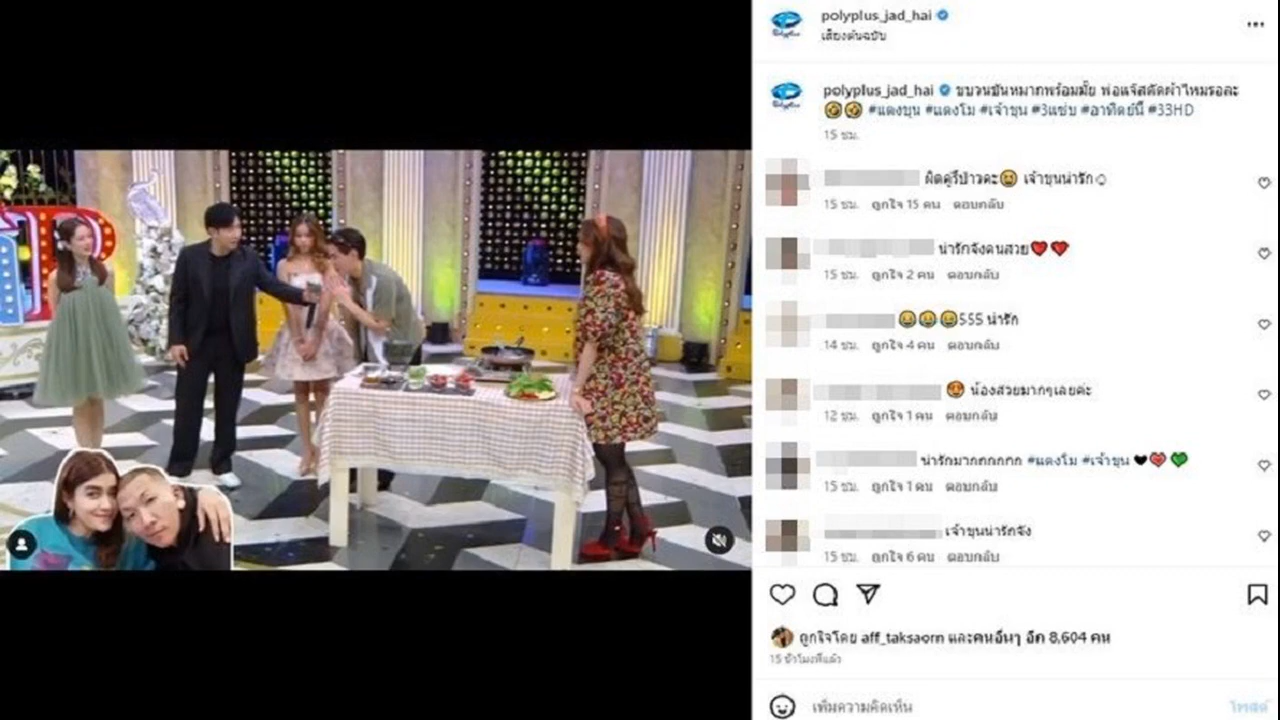 polyplus_jad_hai
เสียงต้นฉบับ
polyplus_jad_hai ขบวนขันหมากพร้อมมั้ย พ่อแจ๊สตัดผ้าไหมรอละ
🤣🤣 #แตงขุน #แตงโม #เจ้าขุน #3แซ่บ #อาทิตย์นี้ #33HD
15 ชม.
ผิดคู่รึป่าวคะ😆 เจ้าขุนน่ารัก☺
15 ชม. ถูกใจ 15 คน ตอบกลับ
น่ารักจังคนสวย❤️❤️
15 ชม. ถูกใจ 2 คน ตอบกลับ
😂😂😂555 น่ารัก
14 ชม. ถูกใจ 4 คน ตอบกลับ
😍 น้องสวยมากๆเลยค่ะ
12 ชม. ถูกใจ 1 คน ตอบกลับ
น่ารักมากกกกกก #แตงโม #เจ้าขุน 🖤💖💚
15 ชม. ถูกใจ 1 คน ตอบกลับ
เจ้าขุนน่ารักจัง
15 ชม. ถูกใจ 6 คน ตอบกลับ
ถูกใจโดย aff_taksaorn และคนอื่นๆ อีก 8,604 คน
15 ชั่วโมงที่แล้ว
เพิ่มความคิดเห็น
โพสต์